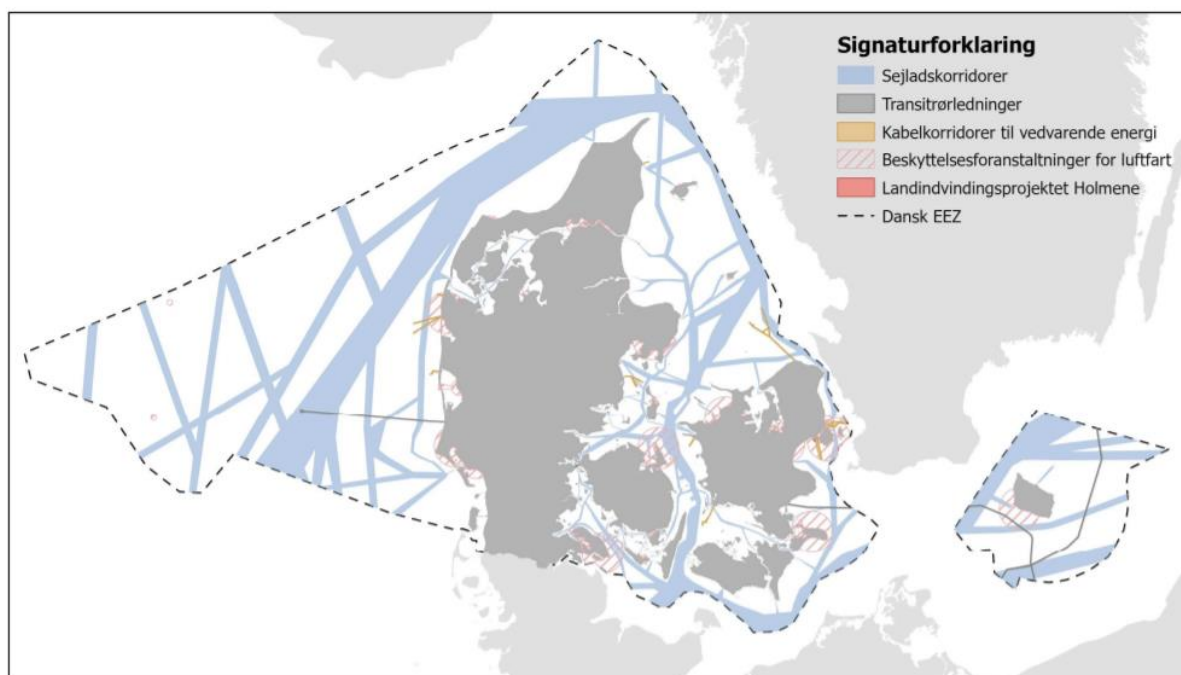 Signaturforklaring
Sejladskorridorer
Transitrørledninger
Kabelkorridorer til vedvarende energi
Beskyttelsesforanstaltninger for luftfart
Landindvindingsprojektet Holmene
Dansk EEZ